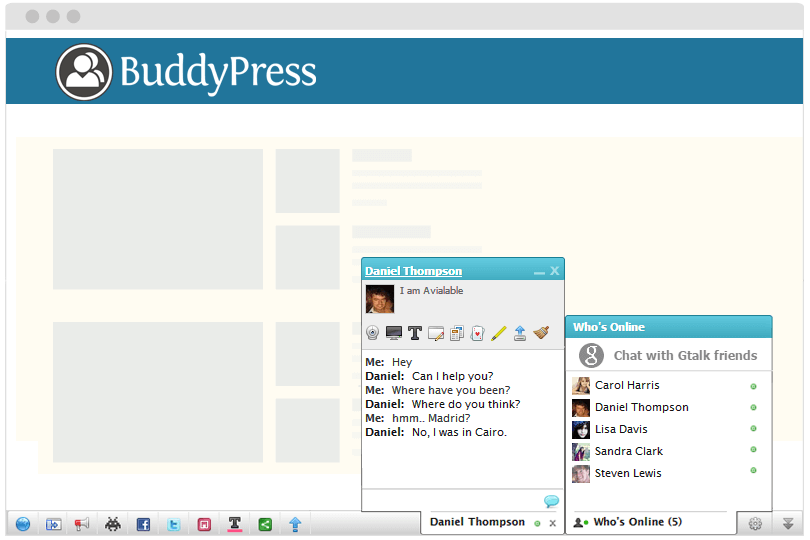 BuddyPress
Daniel Thompson
I am Avialable
Me: Hey
Daniel: Can I help you?
Me: Where have you been?
Daniel: Where do you think?
Me: hmm.. Madrid?
Daniel: No, I was in Cairo.
Who's Online
g Chat with Gtalk friends
Carol Harris
Daniel Thompson
Lisa Davis
Sandra Clark
Steven Lewis
Daniel Thompson x
Who's Online (5)